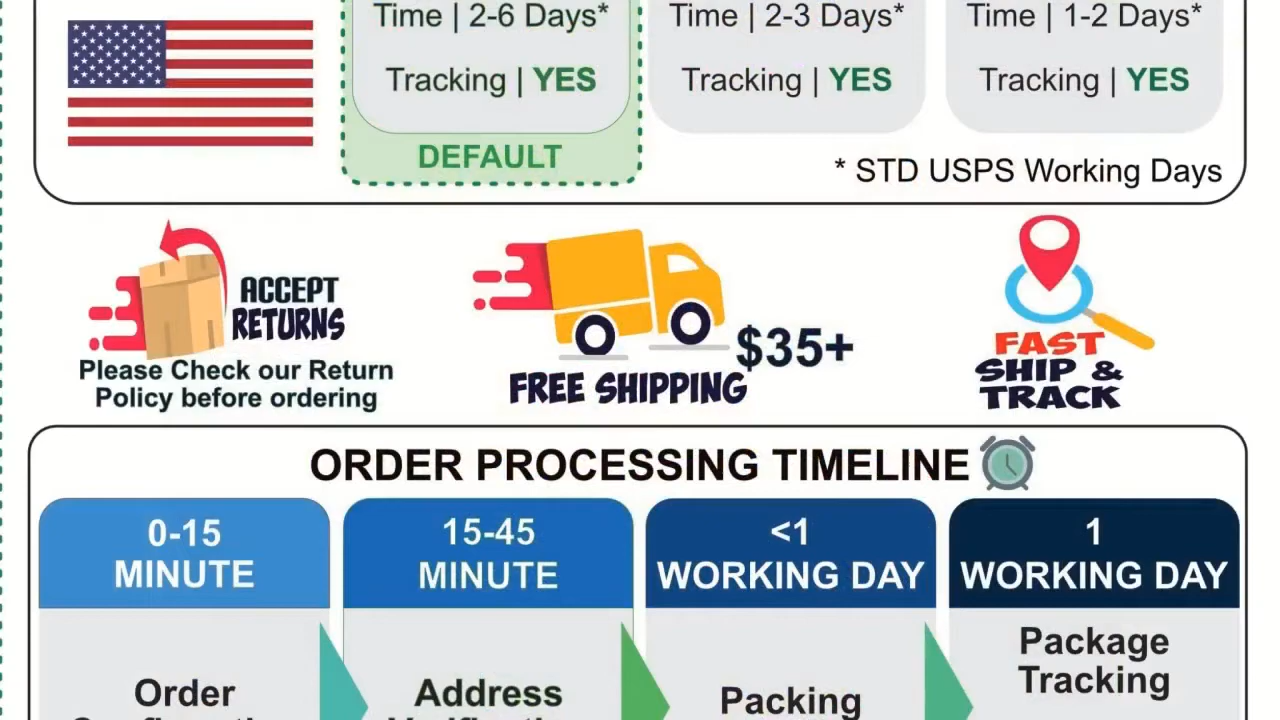 Time | 2-6 Days*
Time | 2-3 Days*
Time | 1-2 Days*
Tracking | YES
Tracking | YES
Tracking | YES
DEFAULT
* STD USPS Working Days
ACCEPT
RETURNS
Please Check our Return
Policy before ordering
$35+
FREE SHIPPING
FAST
SHIP &
TRACK
ORDER PROCESSING TIMELINE
0-15
MINUTE
15-45
MINUTE
<1
WORKING DAY
1
WORKING DAY
Order
Address
Packing
Package
Tracking